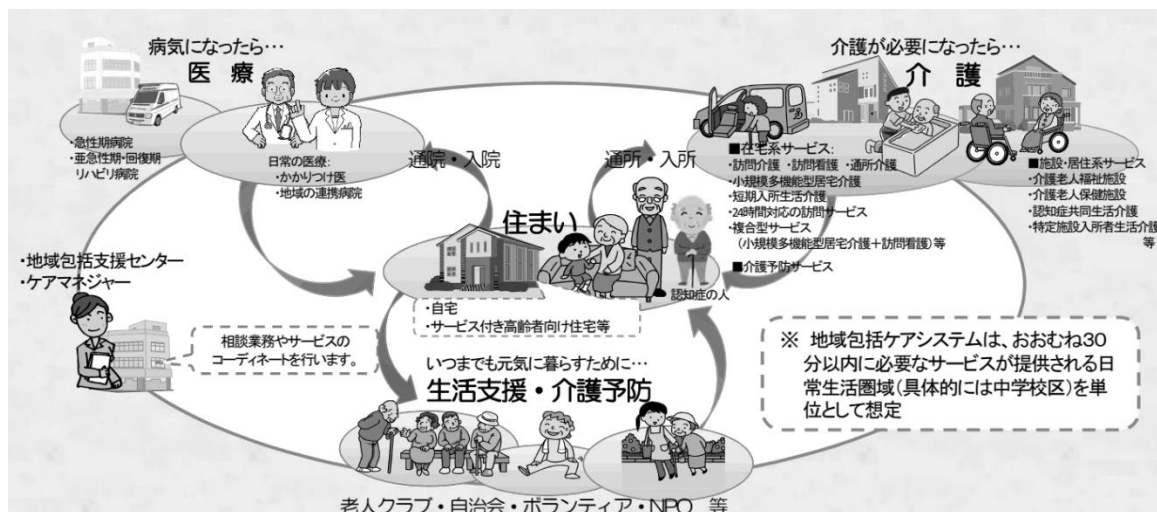 病気になったら…
医 療
・急性期病院
・亜急性期・回復期
リハビリ病院
日常の医療:
・かかりつけ医
・地域の連携病院
通院・入院
通所・入所
介護が必要になったら…
介 護
■在宅系サービス:
・訪問介護 ・訪問看護 ・通所介護
・小規模多機能型居宅介護
・短期入所生活介護
・24時間対応の訪問サービス
・複合型サービス
(小規模多機能型居宅介護+訪問看護)等
■介護予防サービス
■施設・居住系サービス
・介護老人福祉施設
・介護老人保健施設
・認知症共同生活介護
・特定施設入所者生活介護
等
住まい
認知症の人
・自宅
・サービス付き高齢者向け住宅等
・地域包括支援センター
・ケアマネジャー
相談業務やサービスの
コーディネートを行います。
いつまでも元気に暮らすために…
生活支援・介護予防
老人クラブ・自治会・ボランティア・NPO 等
※ 地域包括ケアシステムは、おおむね30
分以内に必要なサービスが提供される日
常生活圏域(具体的には中学校区)を単
位として想定